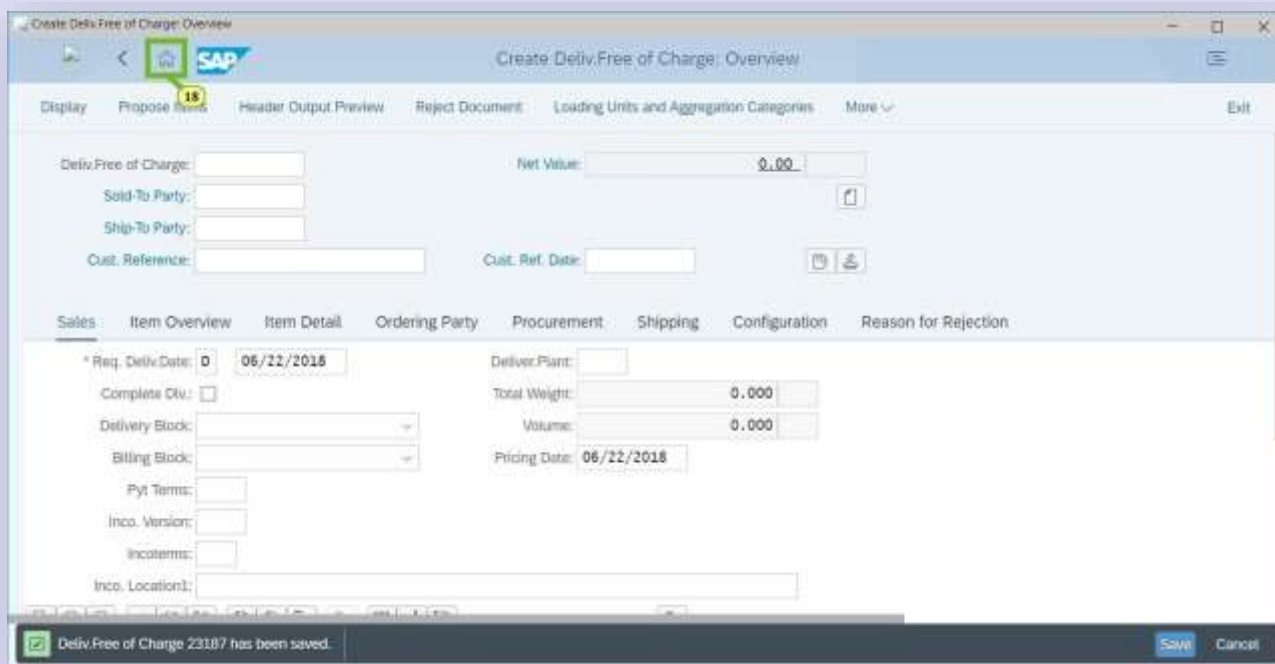 Create Deliv.Free of Charge: Overview
SAP Create Deliv.Free of Charge: Overview
18
Display Propose Items Header Output Preview Reject Document Loading Units and Aggregation Categories More Exit
Deliv.Free of Charge: Net Value: 0.00
Sold-To Party:
Ship-To Party:
Cust. Reference: Cust. Ref. Date:
Sales Item Overview Item Detail Ordering Party Procurement Shipping Configuration Reason for Rejection
* Req. Deliv.Date: D 06/22/2018 Deliver.Plant:
Complete Dlv.: Total Weight: 0.000
Delivery Block: Volume: 0.000
Billing Block: Pricing Date: 06/22/2018
Pyt Terms:
Inco. Version:
Incoterms:
Inco. Location1:
Deliv.Free of Charge 23187 has been saved. Save Cancel